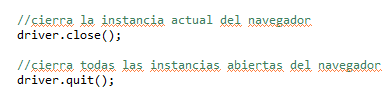 //cierra la instancia actual del navegador
driver.close();
//cierra todas las instancias abiertas del navegador
driver.quit();